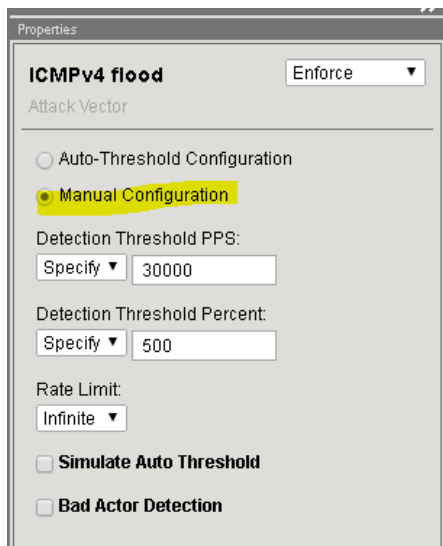 Properties
ICMPv4 flood
Enforce
Attack Vector
Auto-Threshold Configuration
Manual Configuration
Detection Threshold PPS:
Specify 30000
Detection Threshold Percent:
Specify 500
Rate Limit:
Infinite
Simulate Auto Threshold
Bad Actor Detection